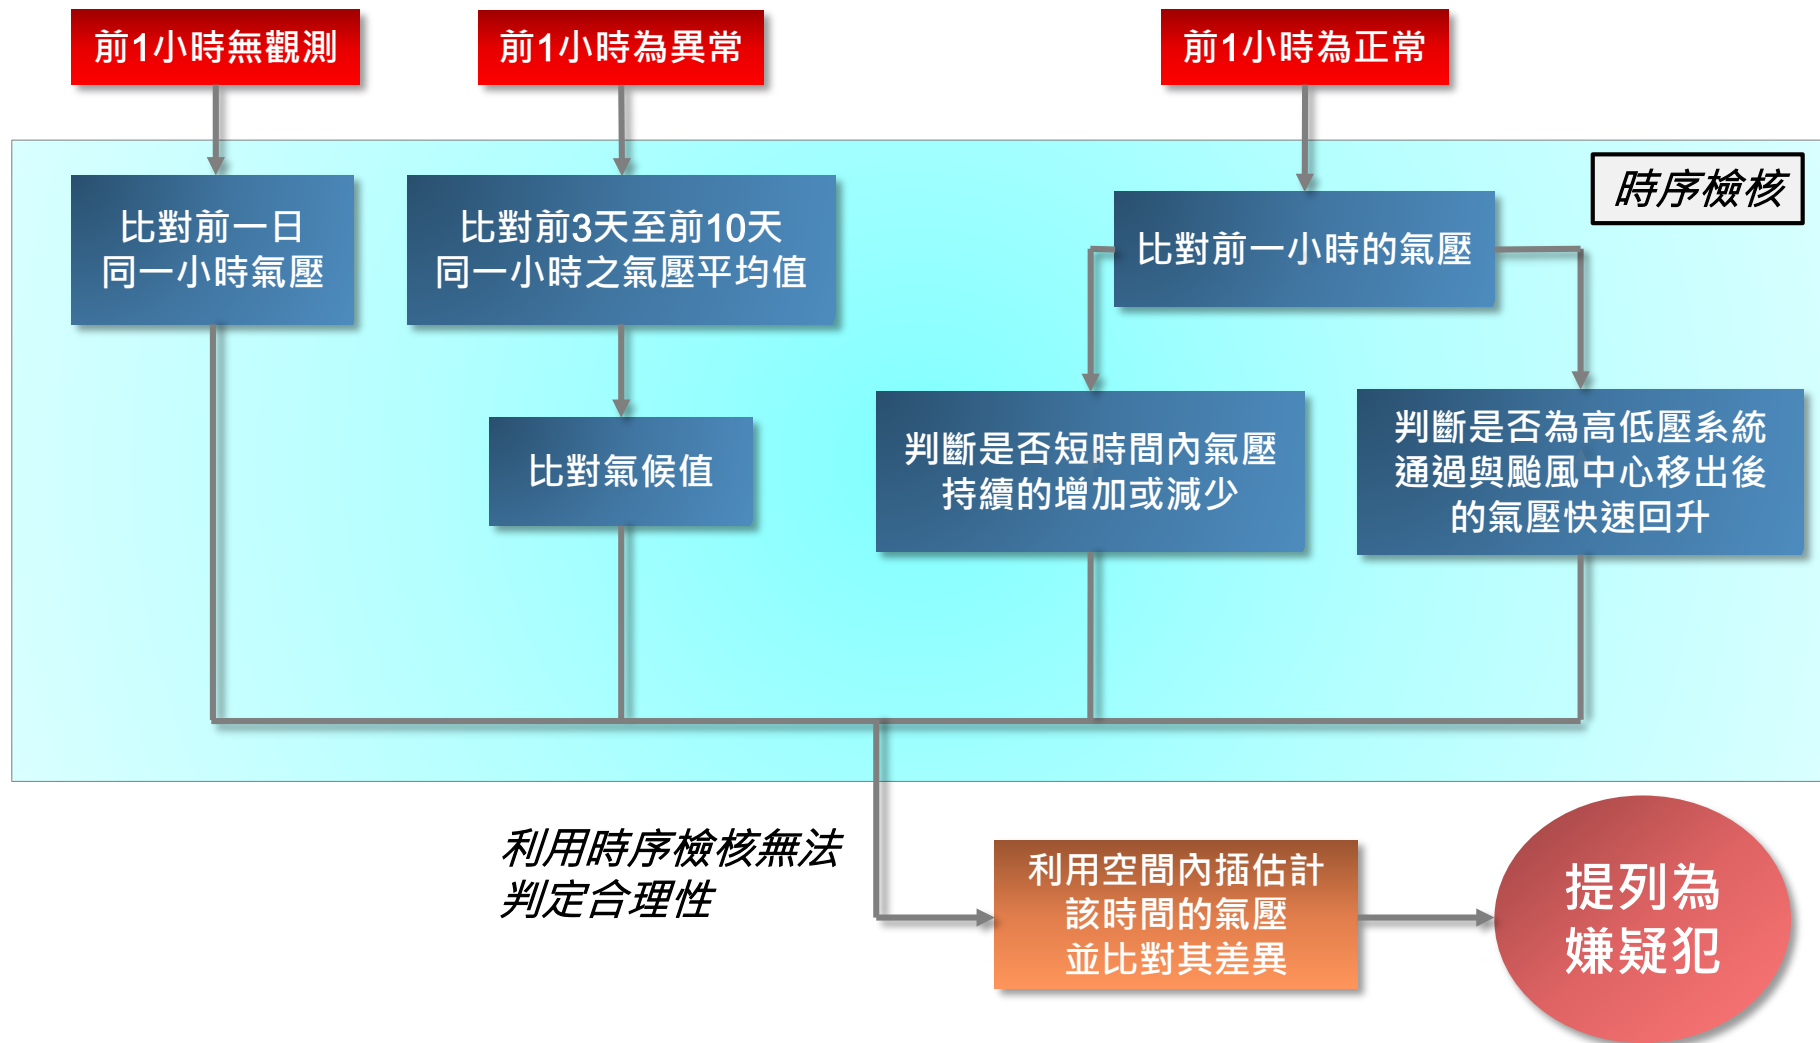 前1小時無觀測
前1小時為異常
前1小時為正常
時序檢核
比對前一日
同一小時氣壓
比對前3天至前10天
同一小時之氣壓平均值
比對前一小時的氣壓
比對氣候值
判斷是否短時間內氣壓
持續的增加或減少
判斷是否為高低壓系統
通過與颱風中心移出後
的氣壓快速回升
利用時序檢核無法
判定合理性
利用空間內插估計
該時間的氣壓
並比對其差異
提列為
嫌疑犯